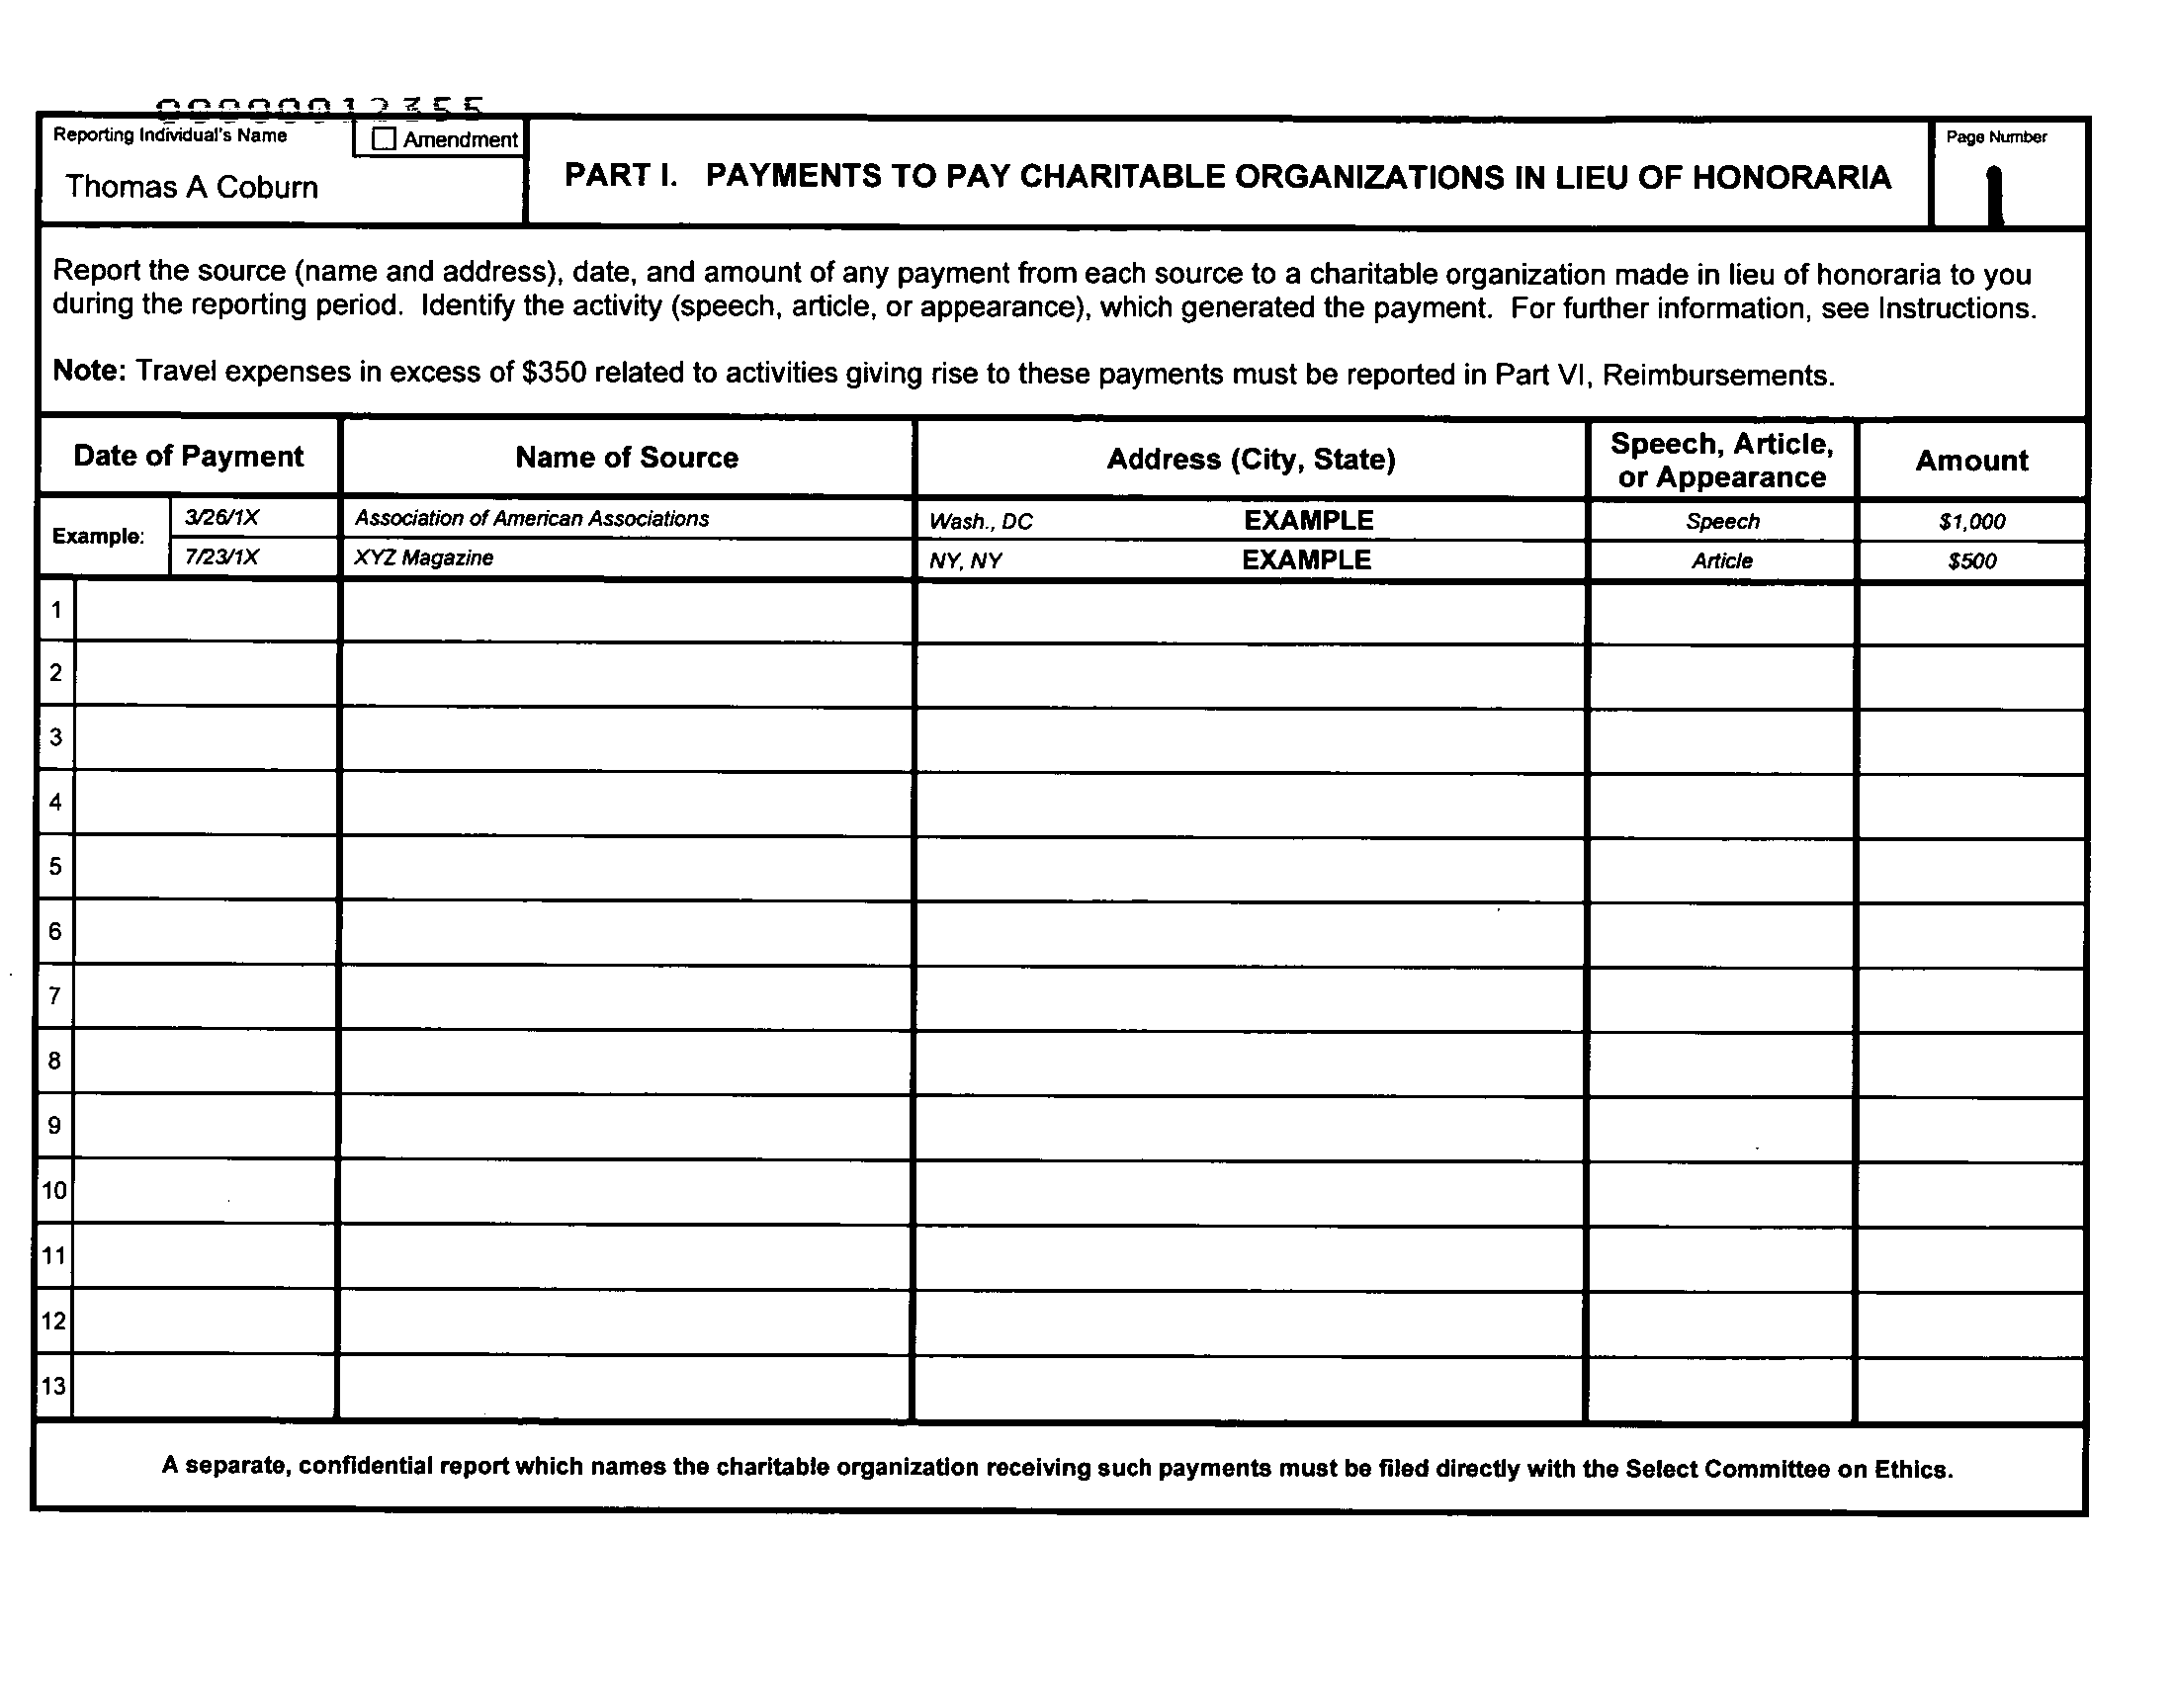 00000012355
Reporting Individual's Name
☐ Amendment
Thomas A Coburn
PART I. PAYMENTS TO PAY CHARITABLE ORGANIZATIONS IN LIEU OF HONORARIA
Page Number
1
Report the source (name and address), date, and amount of any payment from each source to a charitable organization made in lieu of honoraria to you
during the reporting period. Identify the activity (speech, article, or appearance), which generated the payment. For further information, see Instructions.
Note: Travel expenses in excess of $350 related to activities giving rise to these payments must be reported in Part VI, Reimbursements.
Date of Payment Name of Source Address (City, State) Speech, Article, or Appearance Amount
Example: 3/26/1X Association of American Associations Wash., DC EXAMPLE Speech $1,000
7/23/1X XYZ Magazine NY, NY EXAMPLE Article $500
1
2
3
4
5
6
7
8
9
10
11
12
13
A separate, confidential report which names the charitable organization receiving such payments must be filed directly with the Select Committee on Ethics.